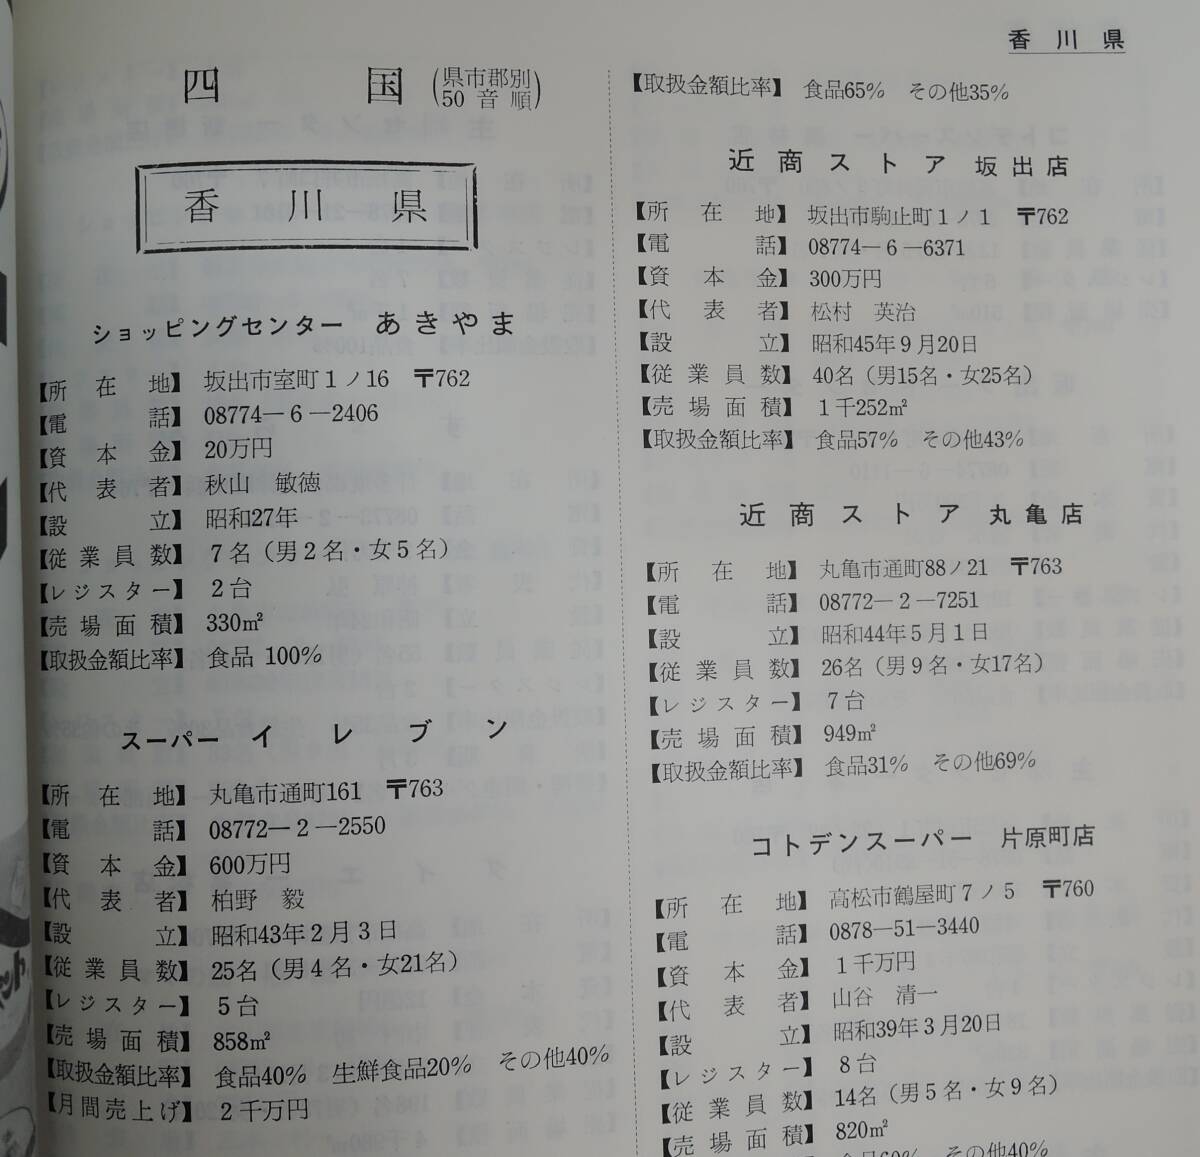 香川県
四国(県市郡別50音順)
香川県
ショッピングセンター あきやま
【所在地】 坂出市室町1ノ16 〒762
【電話】 08774―6―2406
【資本金】 20万円
【代表者】 秋山 敏徳
【設立】 昭和27年
【従業員数】 7名(男2名・女5名)
【レジスター】 2台
【売場面積】 330㎡
【取扱金額比率】 食品 100%
スーパー イレブン
【所在地】 丸亀市通町161 〒763
【電話】 08772―2―2550
【資本金】 600万円
【代表者】 柏野 毅
【設立】 昭和43年2月3日
【従業員数】 25名(男4名・女21名)
【レジスター】 5台
【売場面積】 858㎡
【取扱金額比率】 食品40% 生鮮食品20% その他40%
【月間売上げ】 2千万円
【取扱金額比率】 食品65% その他35%
近商ストア 坂出店
【所在地】 坂出市駒止町1ノ1 〒762
【電話】 08774―6―6371
【資本金】 300万円
【代表者】 松村 英治
【設立】 昭和45年9月20日
【従業員数】 40名(男15名・女25名)
【売場面積】 1千252㎡
【取扱金額比率】 食品57% その他43%
近商ストア 丸亀店
【所在地】 丸亀市通町88ノ21 〒763
【電話】 08772―2―7251
【設立】 昭和44年5月1日
【従業員数】 26名(男9名・女17名)
【レジスター】 7台
【売場面積】 949㎡
【取扱金額比率】 食品31% その他69%
コトデンスーパー 片原町店
【所在地】 高松市鶴屋町7ノ5 〒760
【電話】 0878―51―3440
【資本金】 1千万円
【代表者】 山谷 清一
【設立】 昭和39年3月20日
【レジスター】 8台
【従業員数】 14名(男5名・女9名)
【売場面積】 820㎡
食品60% その他40%